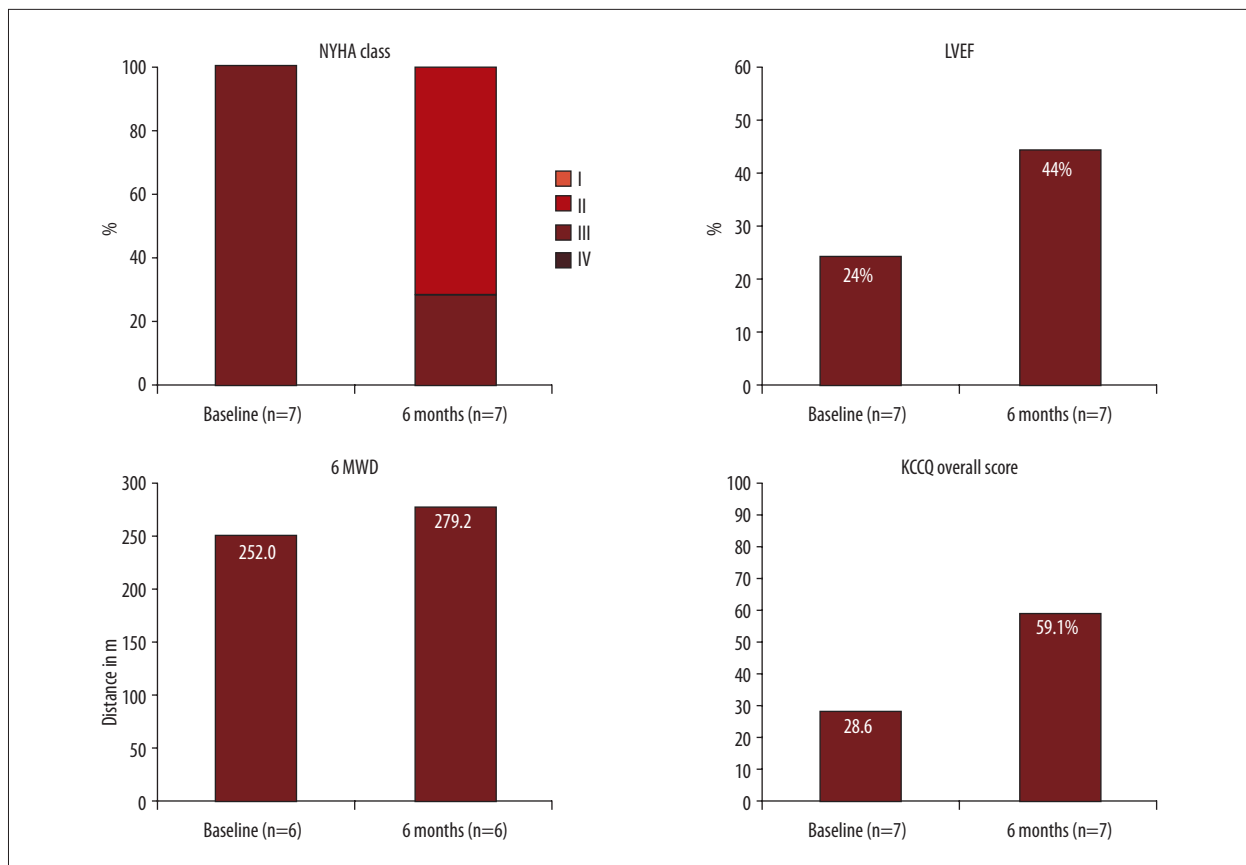 NYHA class
100
80
60
40
20
0
%
Baseline (n=7)
6 months (n=7)
I
II
III
IV
LVEF
60
50
40
30
20
10
0
%
24%
44%
Baseline (n=7)
6 months (n=7)
6 MWD
300
250
200
150
100
50
0
Distance in m
252.0
279.2
Baseline (n=6)
6 months (n=6)
KCCQ overall score
100
90
80
70
60
50
40
30
20
10
0
28.6
59.1%
Baseline (n=7)
6 months (n=7)